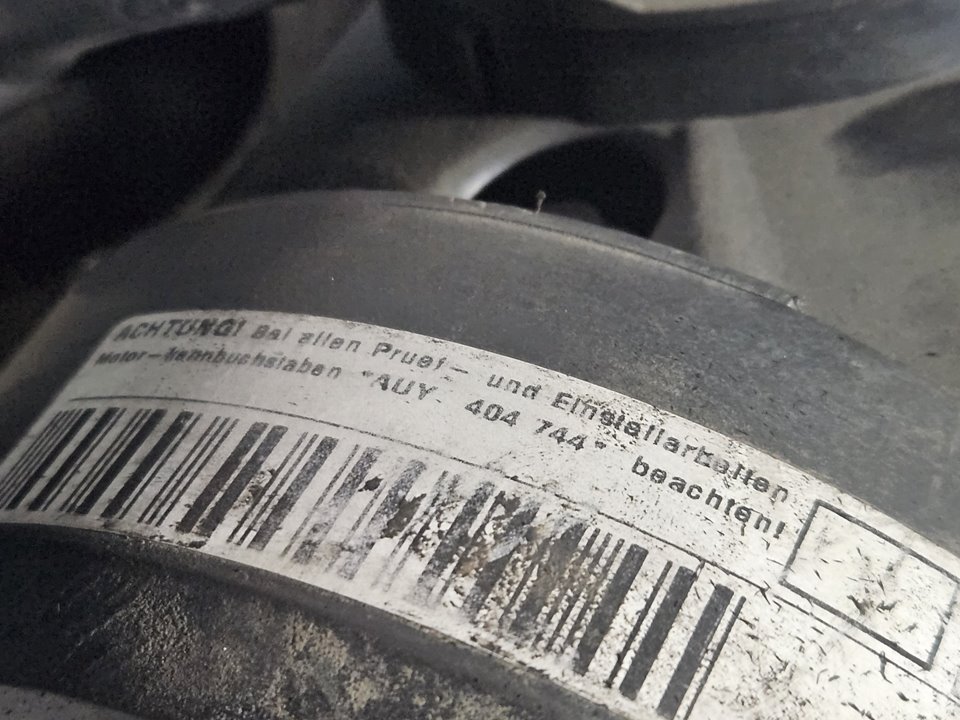 ACHTUNG! Bei allen Pruef- und Einstellarbeiten
Motor-Kennbuchstaben *AUY 404 744* beachten!